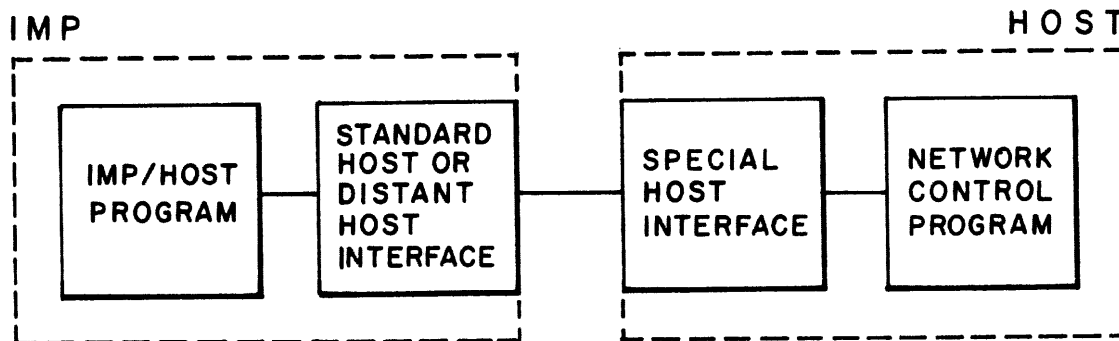 IMP
HOST
IMP/HOST
PROGRAM
STANDARD
HOST OR
DISTANT
HOST
INTERFACE
SPECIAL
HOST
INTERFACE
NETWORK
CONTROL
PROGRAM